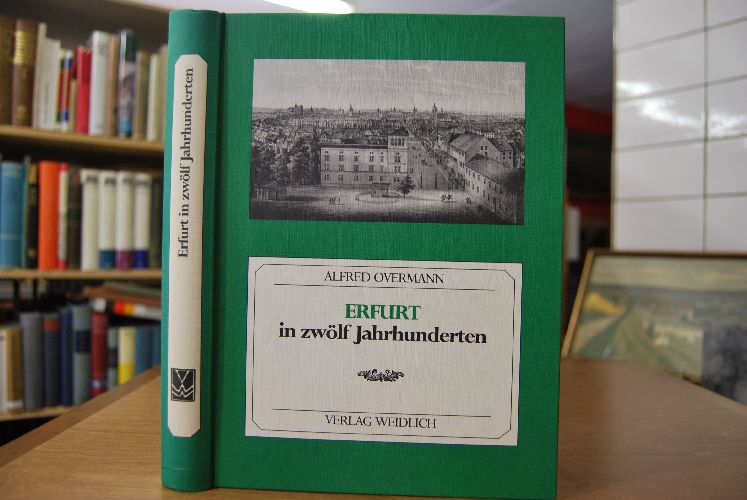 Erfurt in zwölf Jahrhunderten
ALFRED OVERMANN
ERFURT
in zwölf Jahrhunderten
VERLAG WEIDLICH